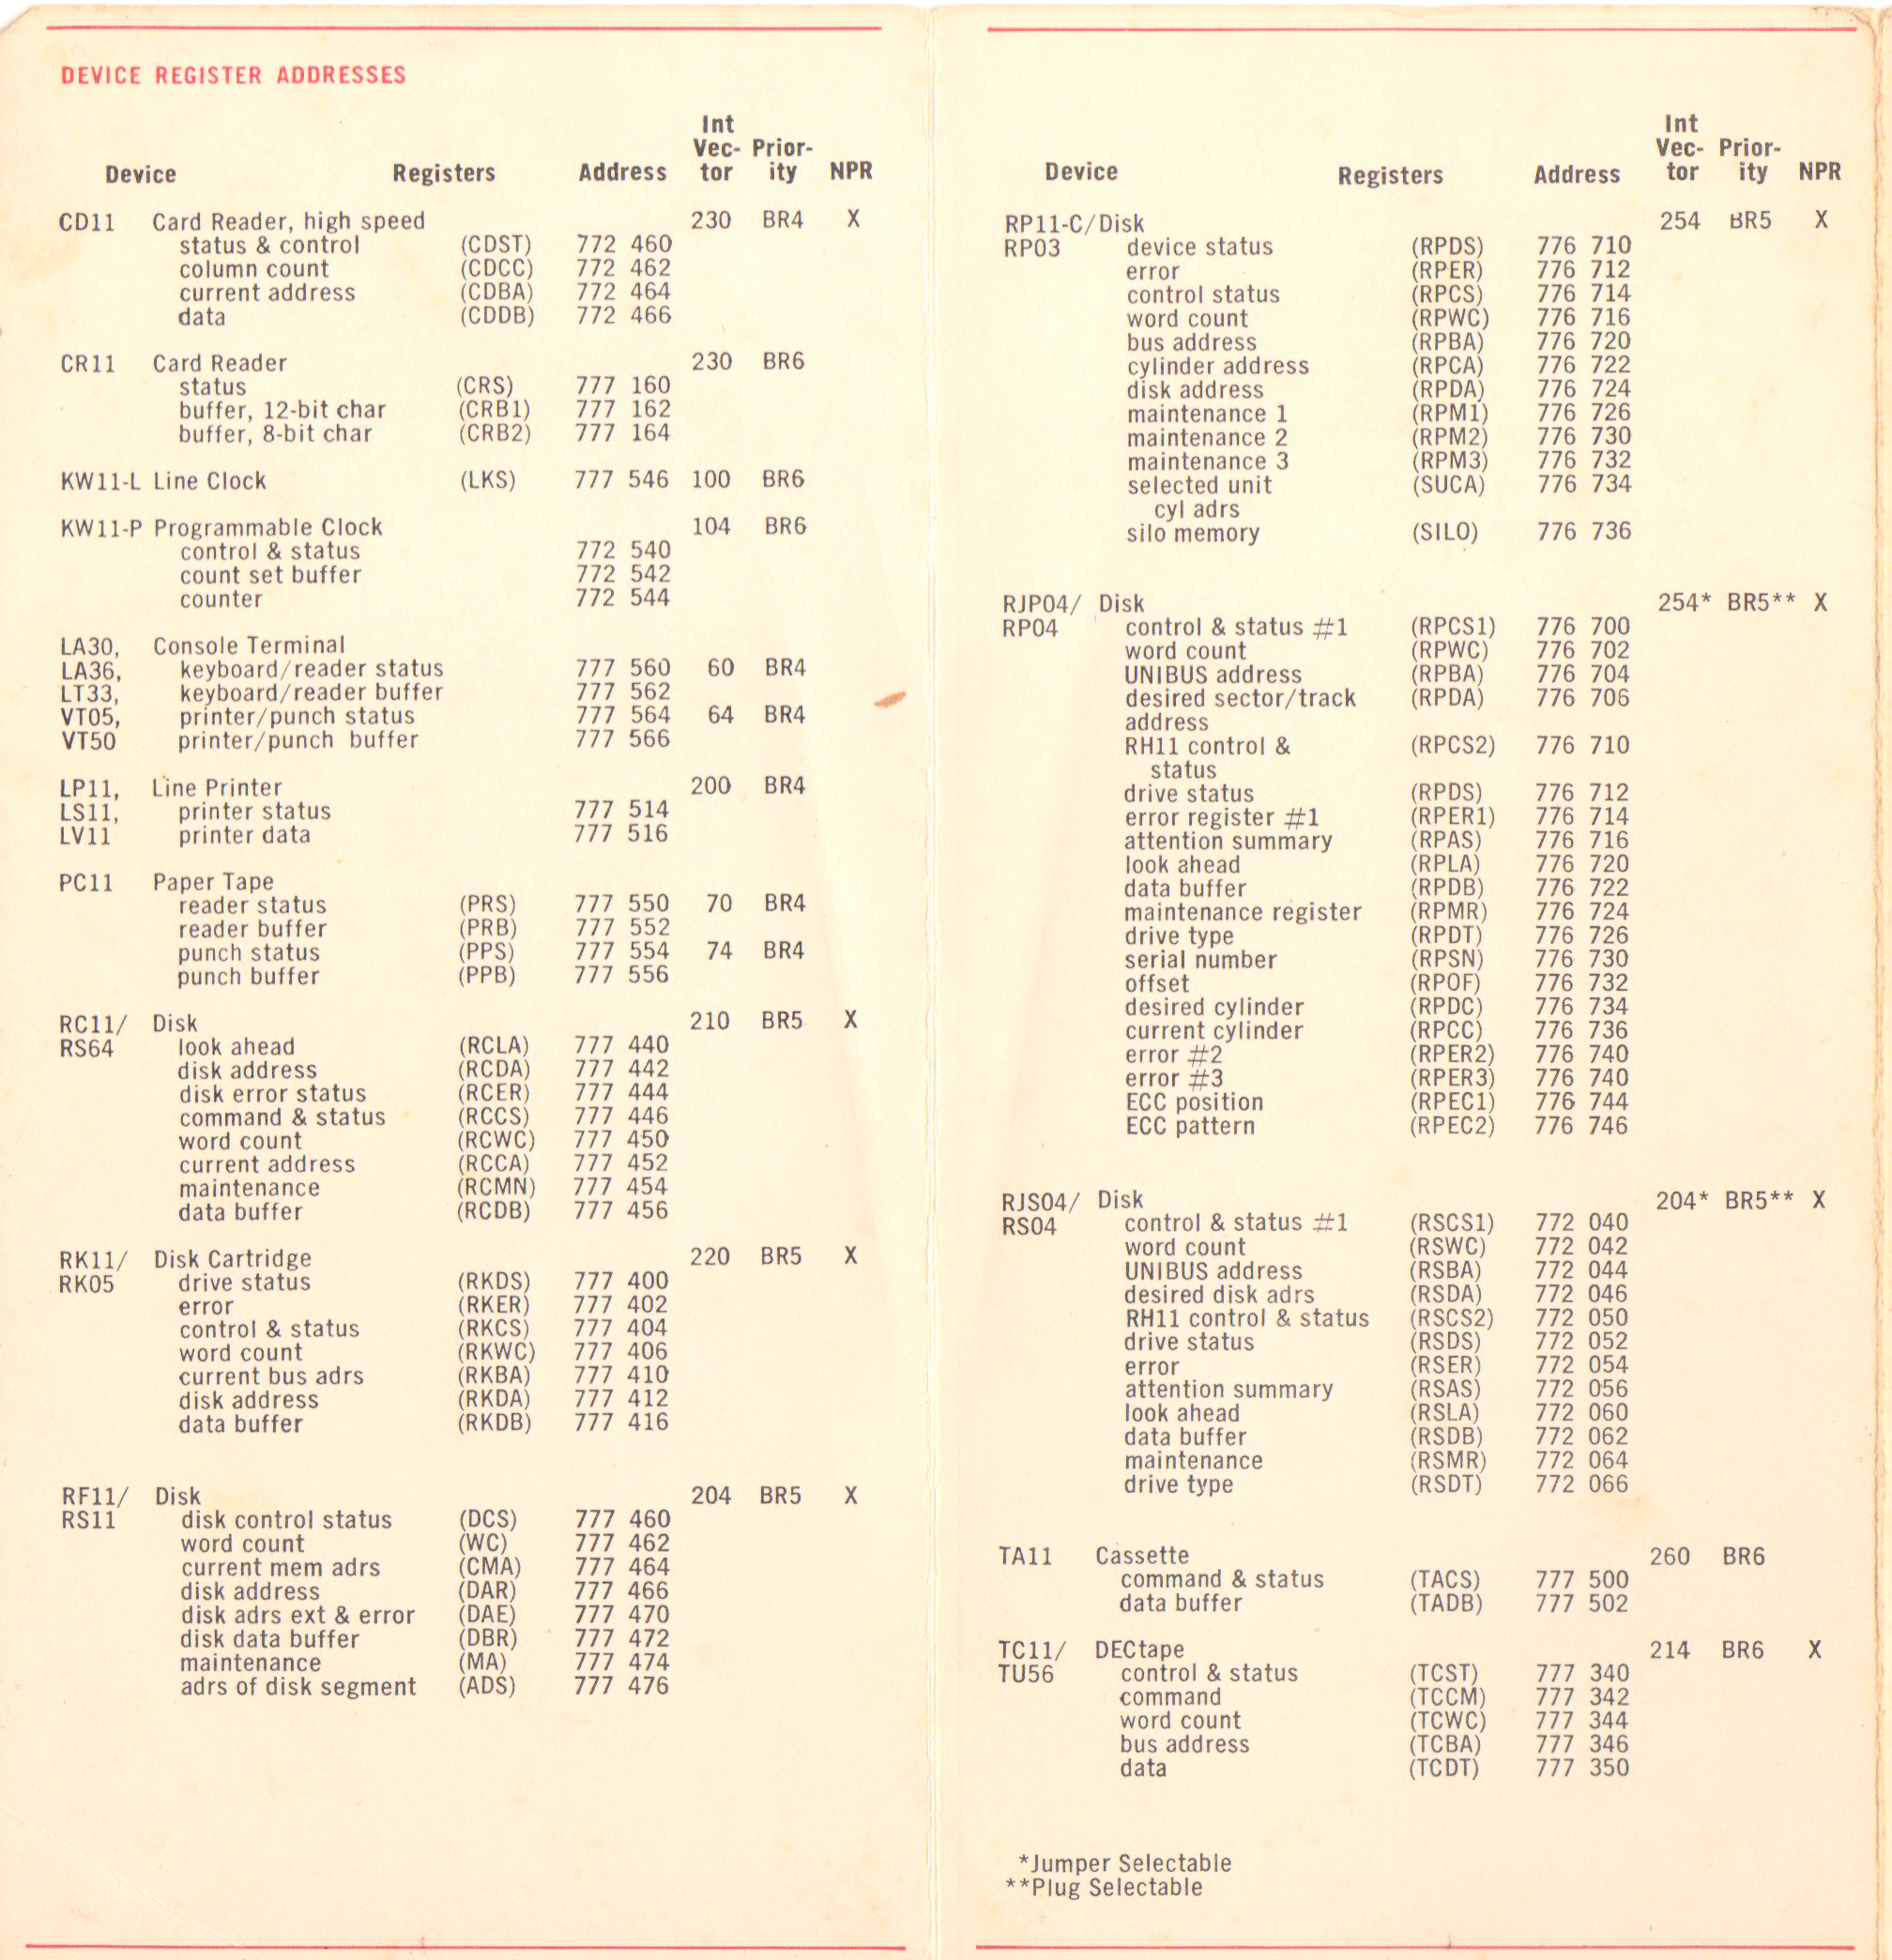 DEVICE REGISTER ADDRESSES
Device Registers Address Int Vec- tor Prior- ity NPR
CD11 Card Reader, high speed 230 BR4 X
status & control (CDST) 772 460
column count (CDCC) 772 462
current address (CDBA) 772 464
data (CDDB) 772 466
CR11 Card Reader 230 BR6
status (CRS) 777 160
buffer, 12-bit char (CRB1) 777 162
buffer, 8-bit char (CRB2) 777 164
KW11-L Line Clock (LKS) 777 546 100 BR6
KW11-P Programmable Clock 104 BR6
control & status 772 540
count set buffer 772 542
counter 772 544
LA30, Console Terminal
LA36, keyboard/reader status 777 560 60 BR4
LT33, keyboard/reader buffer 777 562
VT05, printer/punch status 777 564 64 BR4
VT50 printer/punch buffer 777 566
LP11, Line Printer 200 BR4
LS11, printer status 777 514
LV11 printer data 777 516
PC11 Paper Tape
reader status (PRS) 777 550 70 BR4
reader buffer (PRB) 777 552
punch status (PPS) 777 554 74 BR4
punch buffer (PPB) 777 556
RC11/ Disk 210 BR5 X
RS64 look ahead (RCLA) 777 440
disk address (RCDA) 777 442
disk error status (RCER) 777 444
command & status (RCCS) 777 446
word count (RCWC) 777 450
current address (RCCA) 777 452
maintenance (RCMN) 777 454
data buffer (RCDB) 777 456
RK11/ Disk Cartridge 220 BR5 X
RK05 drive status (RKDS) 777 400
error (RKER) 777 402
control & status (RKCS) 777 404
word count (RKWC) 777 406
current bus adrs (RKBA) 777 410
disk address (RKDA) 777 412
data buffer (RKDB) 777 416
RF11/ Disk 204 BR5 X
RS11 disk control status (DCS) 777 460
word count (WC) 777 462
current mem adrs (CMA) 777 464
disk address (DAR) 777 466
disk adrs ext & error (DAE) 777 470
disk data buffer (DBR) 777 472
maintenance (MA) 777 474
adrs of disk segment (ADS) 777 476
Device Registers Address Int Vec- tor Prior- ity NPR
RP11-C/Disk 254 BR5 X
RP03 device status (RPDS) 776 710
error (RPER) 776 712
control status (RPCS) 776 714
word count (RPWC) 776 716
bus address (RPBA) 776 720
cylinder address (RPCA) 776 722
disk address (RPDA) 776 724
maintenance 1 (RPM1) 776 726
maintenance 2 (RPM2) 776 730
maintenance 3 (RPM3) 776 732
selected unit (SUCA) 776 734
cyl adrs
silo memory (SILO) 776 736
RJP04/ Disk 254* BR5** X
RP04 control & status #1 (RPCS1) 776 700
word count (RPWC) 776 702
UNIBUS address (RPBA) 776 704
desired sector/track (RPDA) 776 706
address
RH11 control & (RPCS2) 776 710
status
drive status (RPDS) 776 712
error register #1 (RPER1) 776 714
attention summary (RPAS) 776 716
look ahead (RPLA) 776 720
data buffer (RPDB) 776 722
maintenance register (RPMR) 776 724
drive type (RPDT) 776 726
serial number (RPSN) 776 730
offset (RPOF) 776 732
desired cylinder (RPDC) 776 734
current cylinder (RPCC) 776 736
error #2 (RPER2) 776 740
error #3 (RPER3) 776 740
ECC position (RPEC1) 776 744
ECC pattern (RPEC2) 776 746
RJS04/ Disk 204* BR5** X
RS04 control & status #1 (RSCS1) 772 040
word count (RSWC) 772 042
UNIBUS address (RSBA) 772 044
desired disk adrs (RSDA) 772 046
RH11 control & status (RSCS2) 772 050
drive status (RSDS) 772 052
error (RSER) 772 054
attention summary (RSAS) 772 056
look ahead (RSLA) 772 060
data buffer (RSDB) 772 062
maintenance (RSMR) 772 064
drive type (RSDT) 772 066
TA11 Cassette 260 BR6
command & status (TACS) 777 500
data buffer (TADB) 777 502
TC11/ DECtape 214 BR6 X
TU56 control & status (TCST) 777 340
command (TCCM) 777 342
word count (TCWC) 777 344
bus address (TCBA) 777 346
data (TCDT) 777 350
*Jumper Selectable
**Plug Selectable